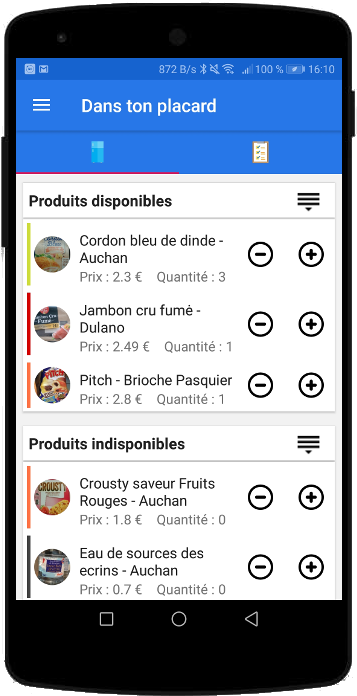 872 B/s 100 % 16:10
Dans ton placard
Produits disponibles
Cordon bleu de dinde -
Auchan
Prix : 2.3 € Quantité : 3
Jambon cru fumé -
Dulano
Prix : 2.49 € Quantité : 1
Pitch - Brioche Pasquier
Prix : 2.8 € Quantité : 1
Produits indisponibles
CROUSTY
Crousty saveur Fruits
Rouges - Auchan
Prix : 1.8 € Quantité : 0
Eau de sources des
ecrins - Auchan
Prix : 0.7 € Quantité : 0